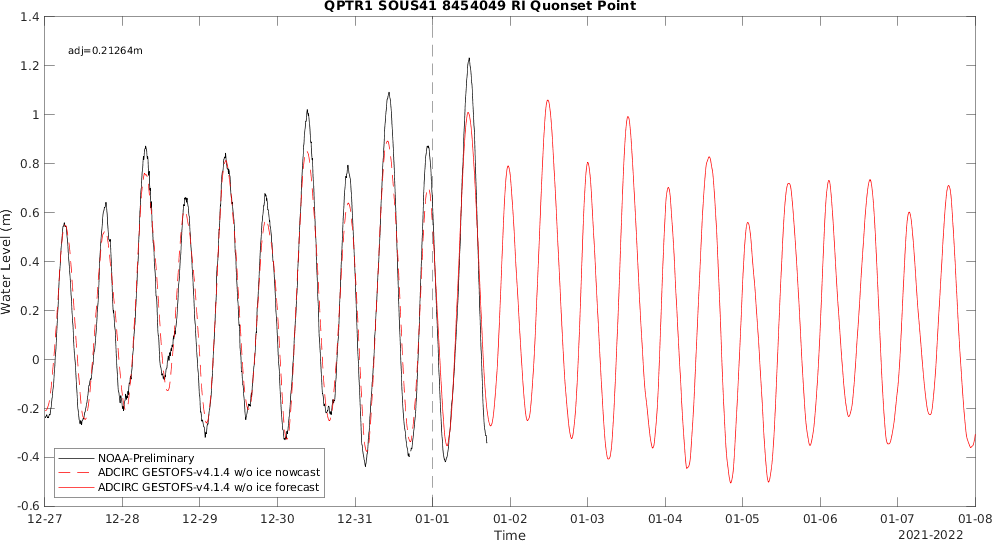 QPTR1 SOUS41 8454049 RI Quonset Point
adj=0.21264m
1.4
1.2
1
0.8
0.6
0.4
0.2
0
-0.2
-0.4
-0.6
Water Level (m)
NOAA-Preliminary
ADCIRC GESTOFS-v4.1.4 w/o ice nowcast
ADCIRC GESTOFS-v4.1.4 w/o ice forecast
12-27 12-28 12-29 12-30 12-31 01-01 01-02 01-03 01-04 01-05 01-06 01-07 01-08
Time
2021-2022